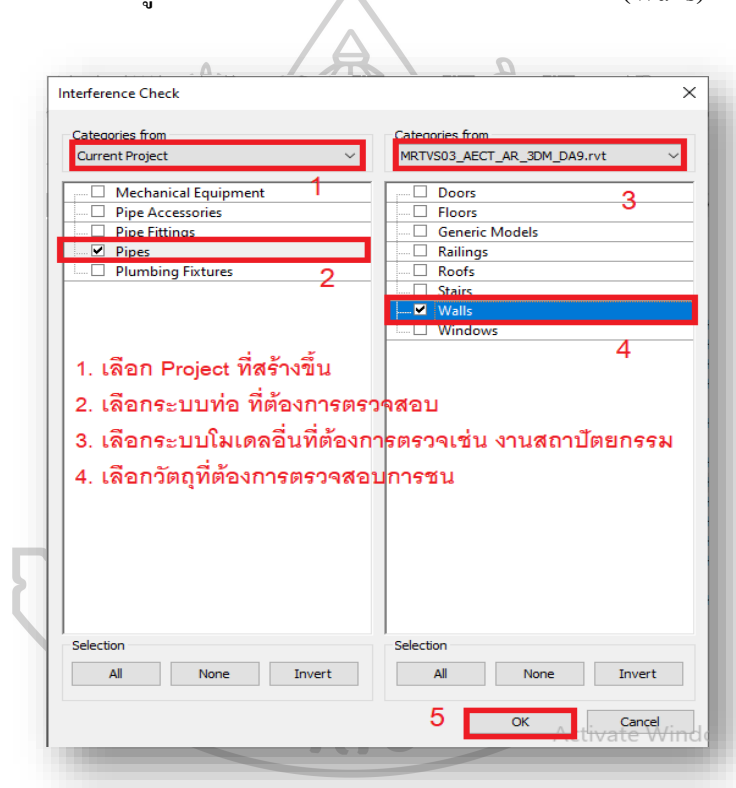 (Walls)
Interference Check
Categories from
Current Project
1
Mechanical Equipment
Pipe Accessories
Pipe Fittings
Pipes
2
Plumbing Fixtures
Categories from
MRTVS03_AECT_AR_3DM_DA9.rvt
3
Doors
Floors
Generic Models
Railings
Roofs
Stairs
Walls
Windows
4
1. เลือก Project ที่สร้างขึ้น
2. เลือกระบบท่อ ที่ต้องการตรวจสอบ
3. เลือกระบบโมเดลอื่นที่ต้องการตรวจเช่น งานสถาปัตยกรรม
4. เลือกวัตถุที่ต้องการตรวจสอบการชน
Selection
All None Invert
Selection
All None Invert
5 OK Cancel